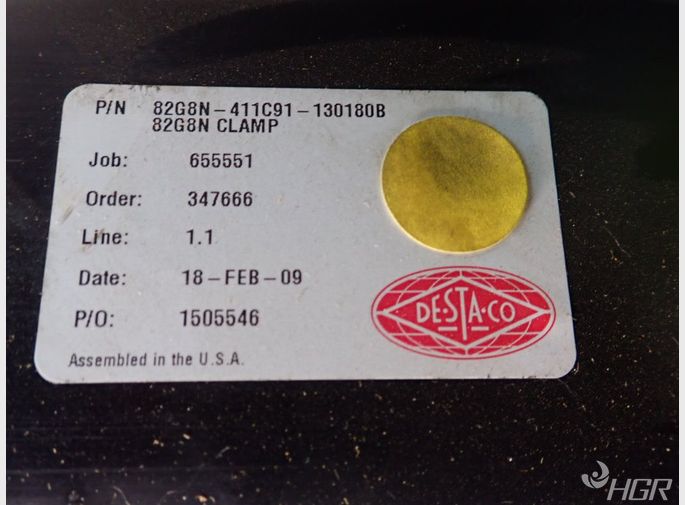 P/N 82G8N-411C91-130180B
82G8N CLAMP
Job: 655551
Order: 347666
Line: 1.1
Date: 18-FEB-09
P/O: 1505546
DE·STA·CO
Assembled in the U.S.A.
HGR